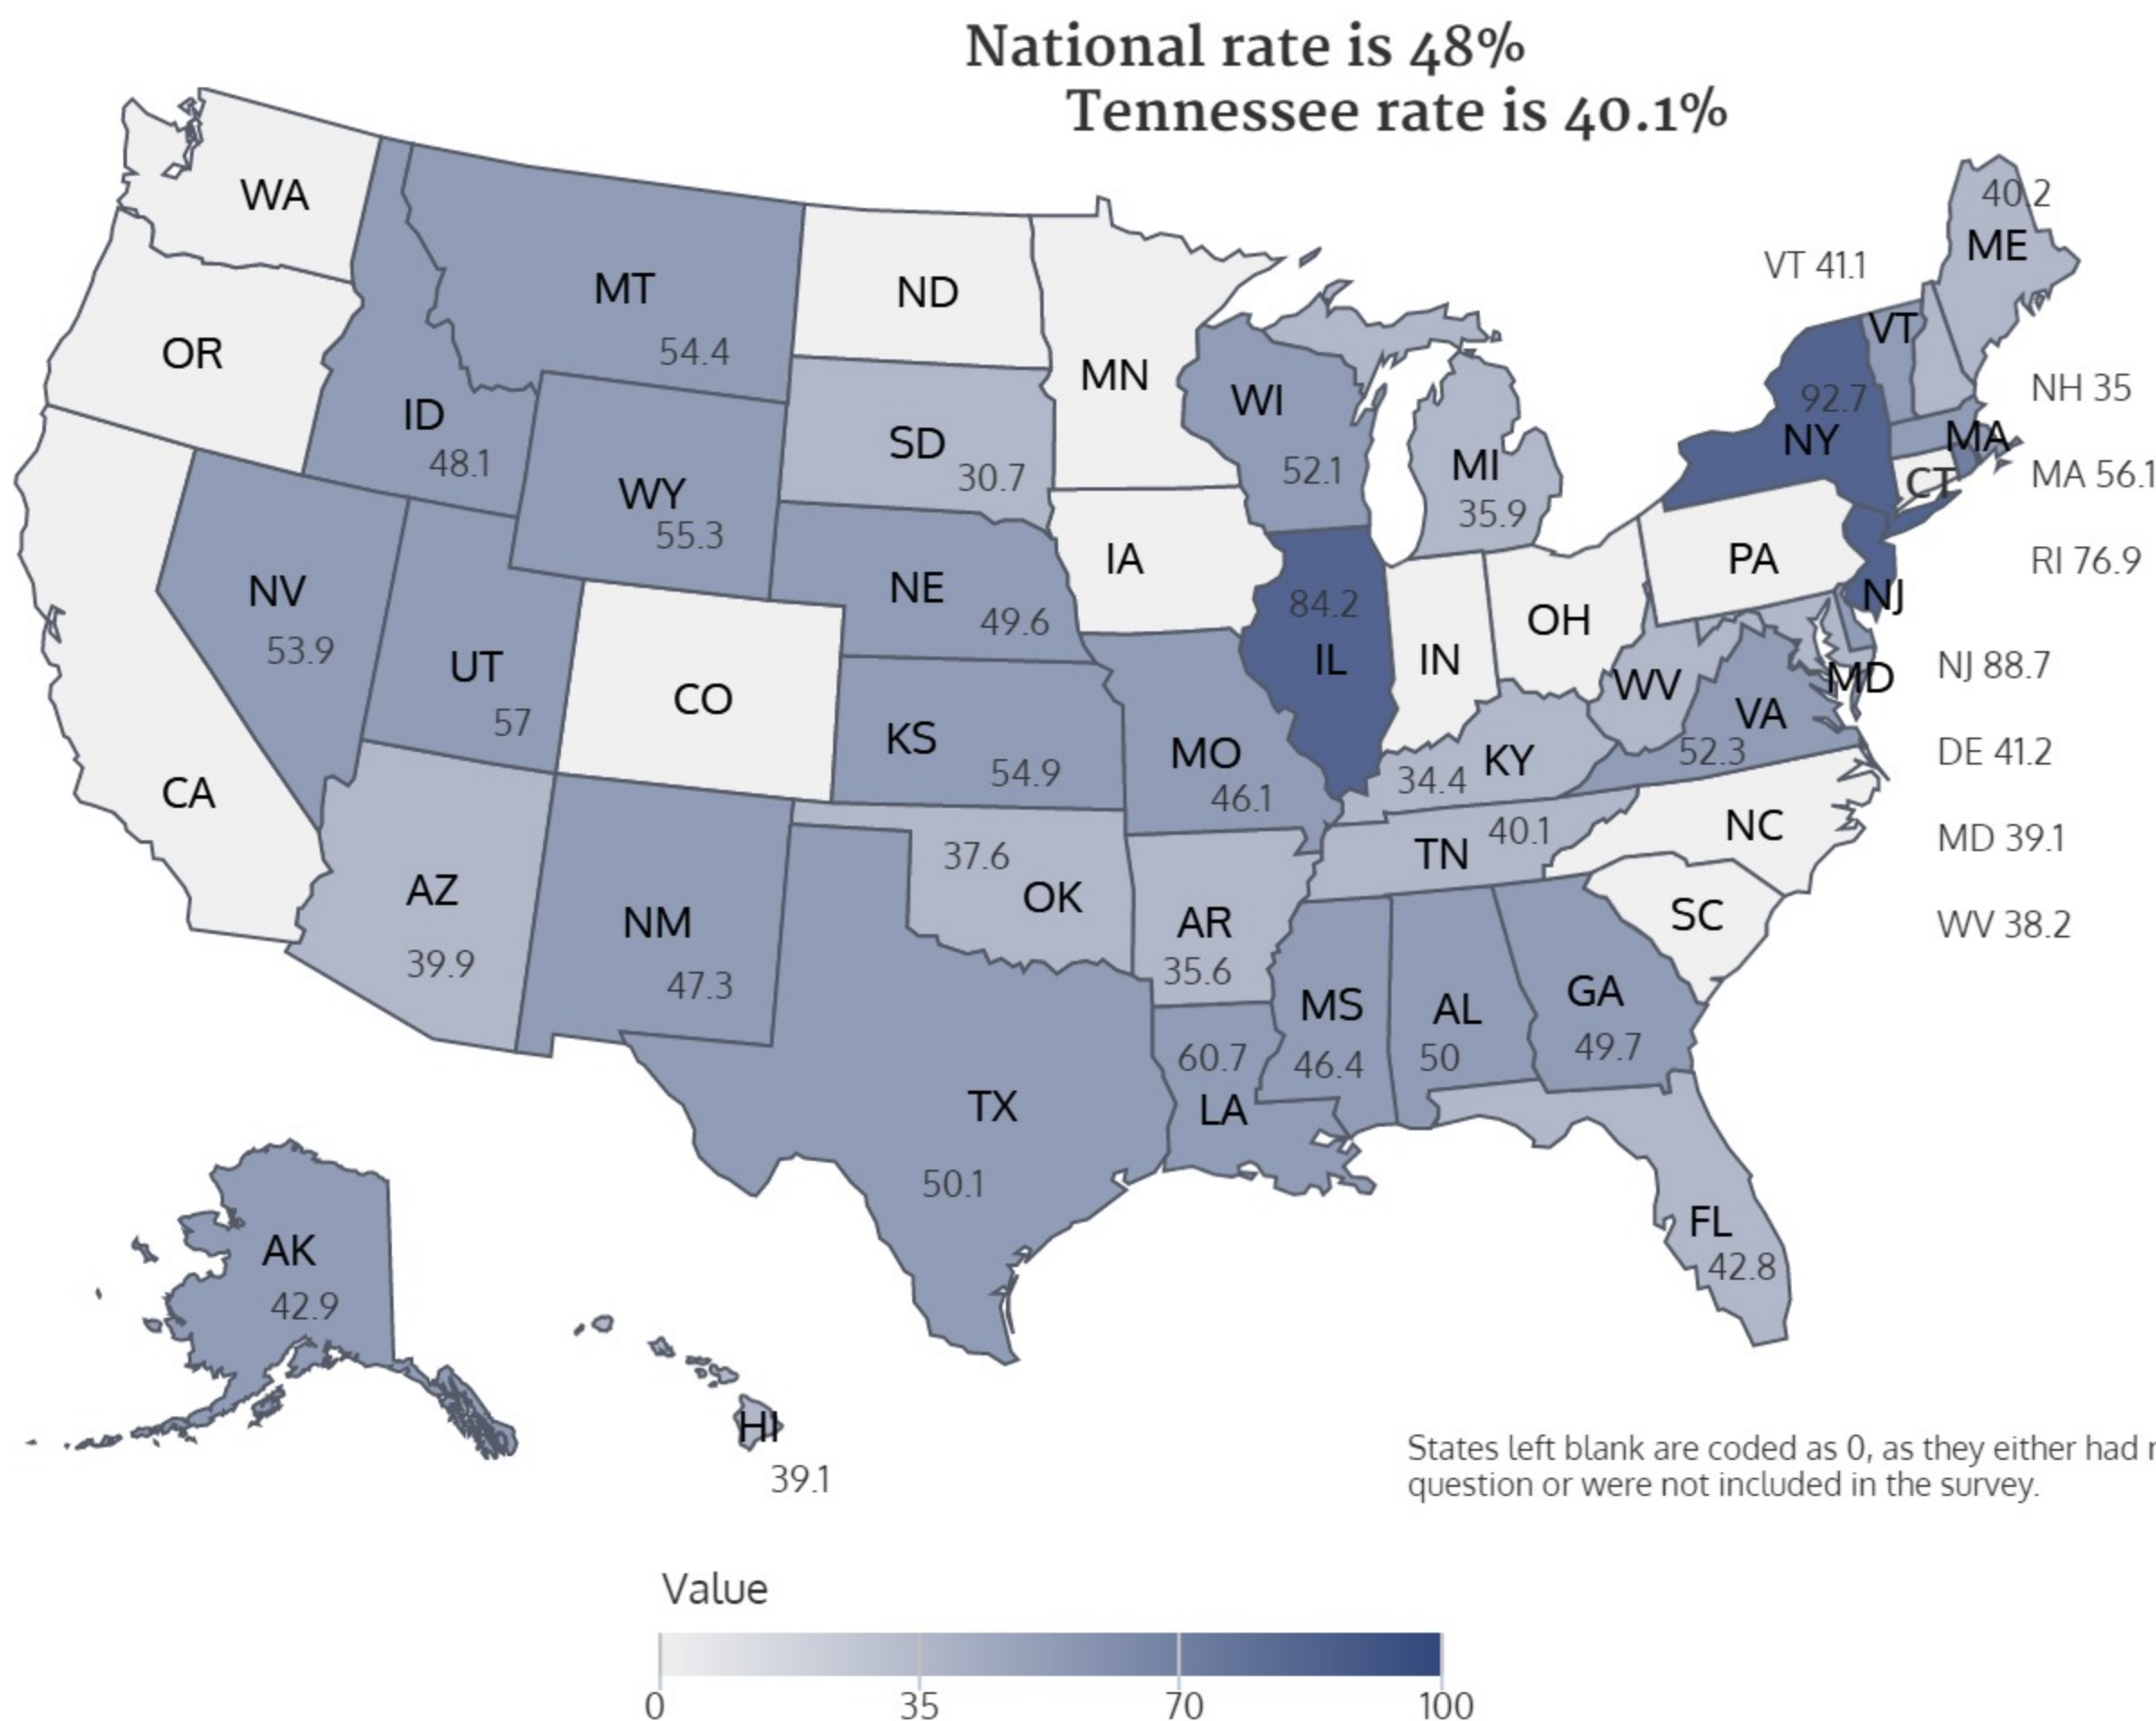 National rate is 48%
Tennessee rate is 40.1%
WA
40.2
ME
VT 41.1
MT
ND
VT
OR
54.4
MN
NH 35
WI
92.7
ID
NY
MA
SD
48.1
30.7
52.1
MI
MA 56.1
WY
CT
35.9
55.3
IA
PA
RI 76.9
NV
NE
NJ
84.2
OH
49.6
53.9
UT
IL
IN
NJ 88.7
CO
WV
MD
57
VA
KS
MO
KY
52.3
DE 41.2
54.9
34.4
CA
46.1
NC
40.1
MD 39.1
37.6
TN
AZ
OK
NM
AR
SC
WV 38.2
39.9
35.6
47.3
GA
MS
AL
60.7
46.4
50
49.7
TX
LA
50.1
FL
AK
42.8
42.9
HI
39.1
States left blank are coded as 0, as they either had
question or were not included in the survey.
Value
0 35 70 100